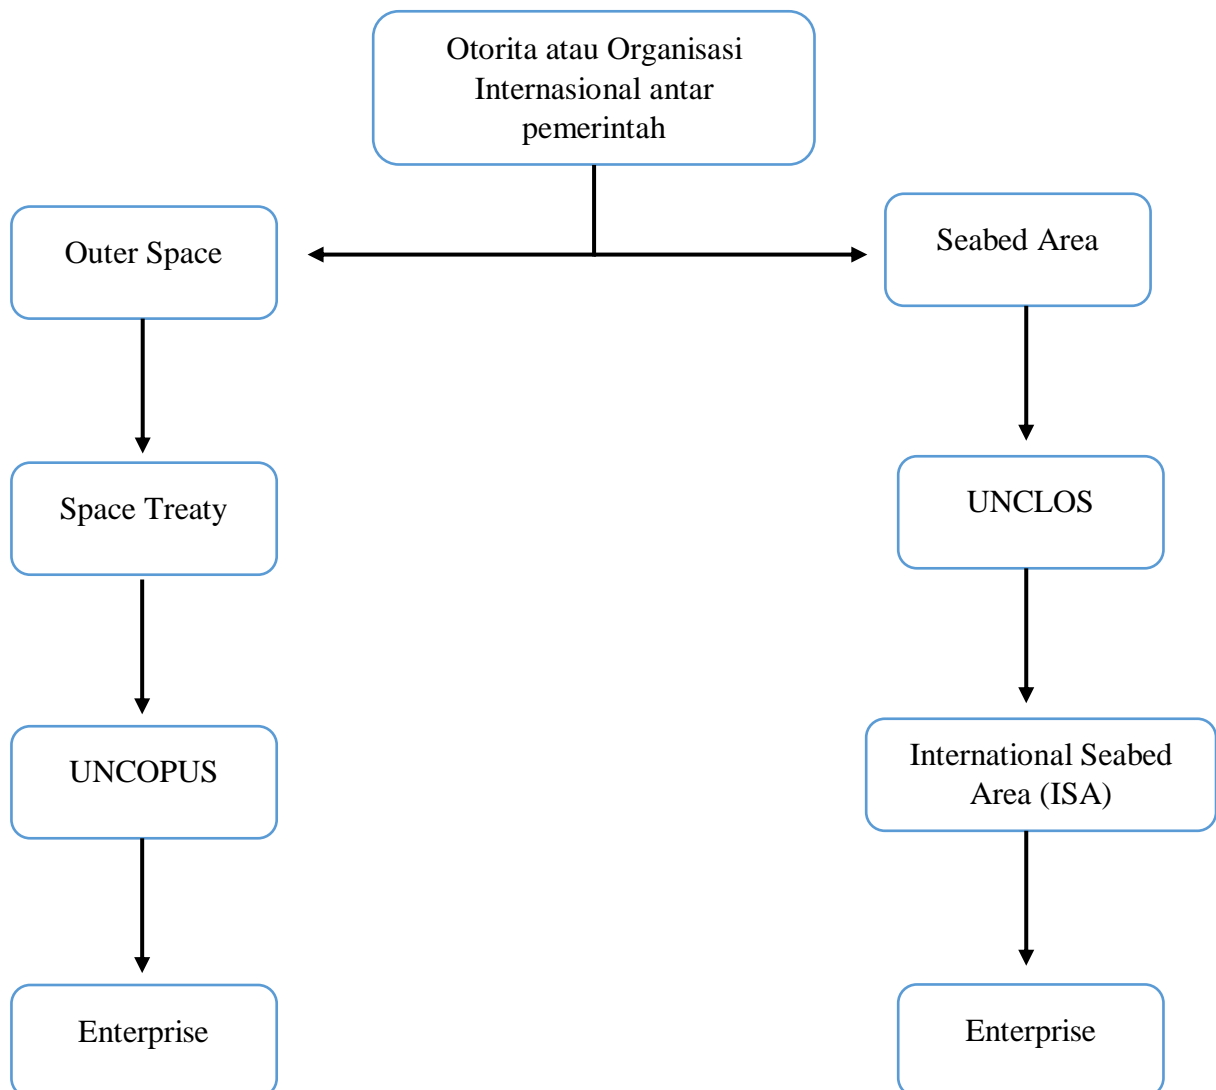 Otorita atau Organisasi
Internasional antar
pemerintah
Outer Space
Seabed Area
Space Treaty
UNCLOS
UNCOPUS
International Seabed
Area (ISA)
Enterprise
Enterprise